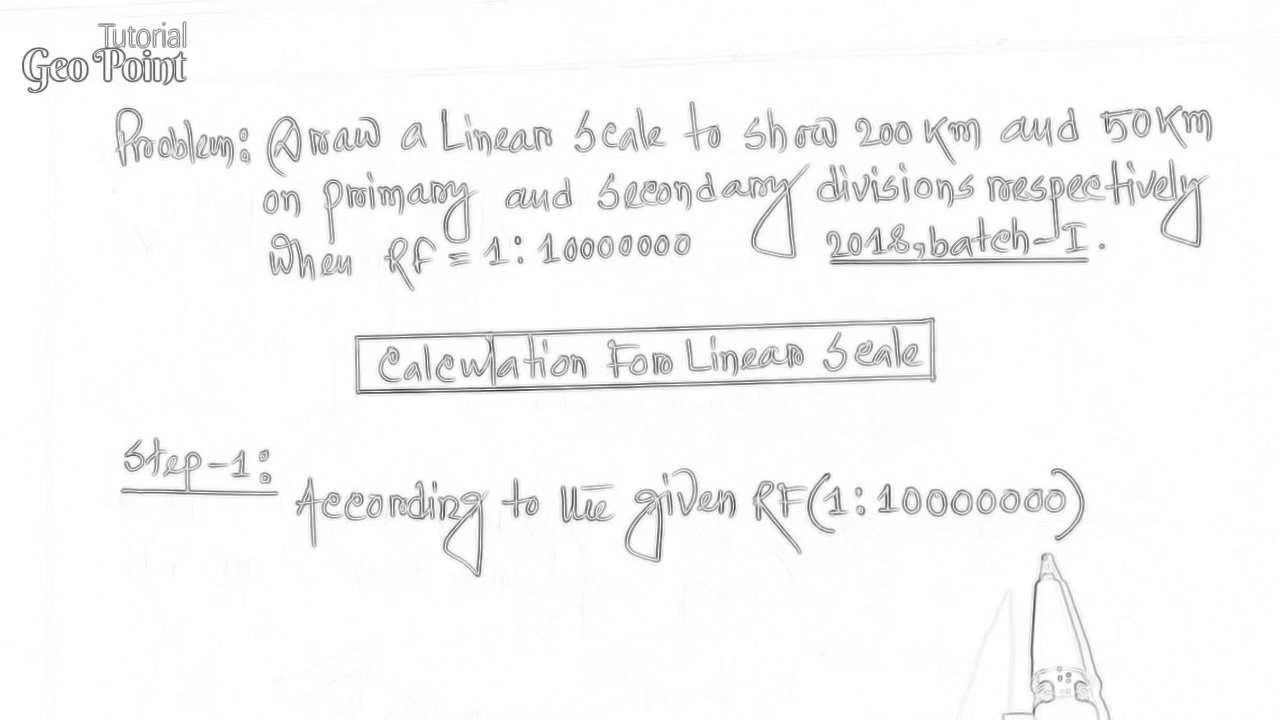 Tutorial
Geo Point
Problem: Draw a Linear Scale to show 200 Km and 50 Km
on primary and secondary divisions respectively
when RF = 1: 10000000 2018, batch-I.
Calculation For Linear Scale
Step-1:
According to the given RF (1: 10000000)